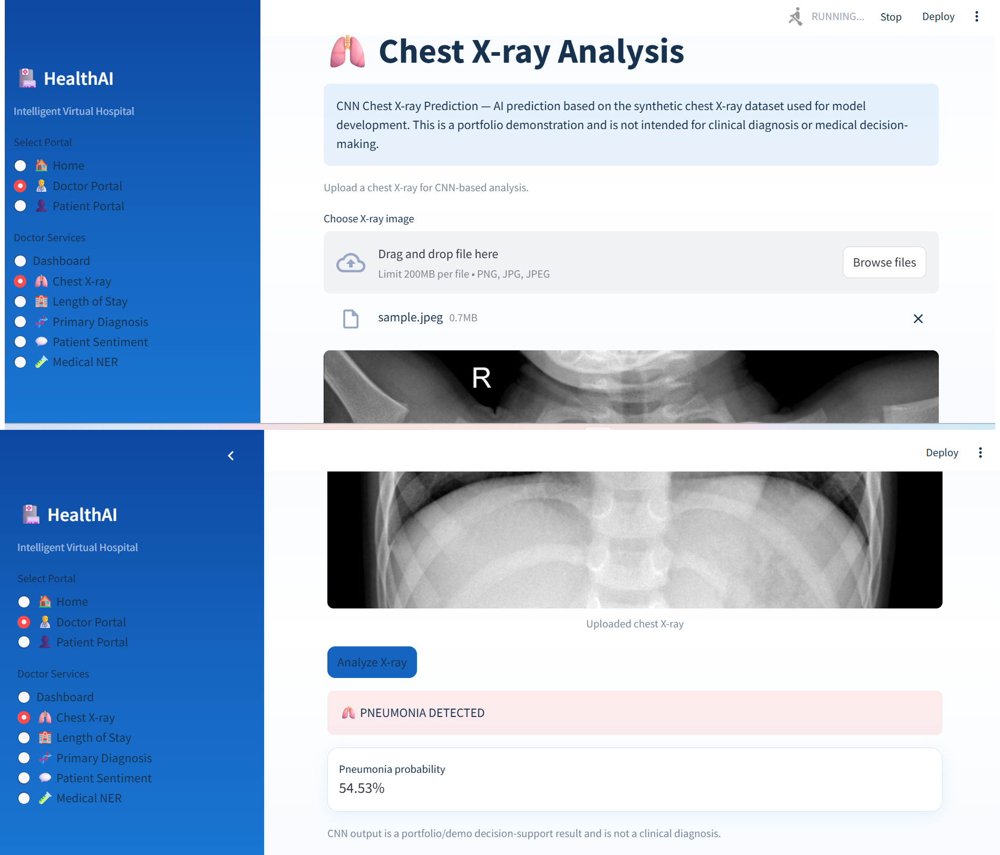 RUNNING...
Stop
Deploy
HealthAI
Intelligent Virtual Hospital
Select Portal
Home
Doctor Portal
Patient Portal
Doctor Services
Dashboard
Chest X-ray
Length of Stay
Primary Diagnosis
Patient Sentiment
Medical NER
Chest X-ray Analysis
CNN Chest X-ray Prediction — AI prediction based on the synthetic chest X-ray dataset used for model
development. This is a portfolio demonstration and is not intended for clinical diagnosis or medical decision-
making.
Upload a chest X-ray for CNN-based analysis.
Choose X-ray image
Drag and drop file here
Limit 200MB per file • PNG, JPG, JPEG
Browse files
sample.jpeg 0.7MB
R
Deploy
HealthAI
Intelligent Virtual Hospital
Select Portal
Home
Doctor Portal
Patient Portal
Doctor Services
Dashboard
Chest X-ray
Length of Stay
Primary Diagnosis
Patient Sentiment
Medical NER
Uploaded chest X-ray
Analyze X-ray
PNEUMONIA DETECTED
Pneumonia probability
54.53%
CNN output is a portfolio/demo decision-support result and is not a clinical diagnosis.